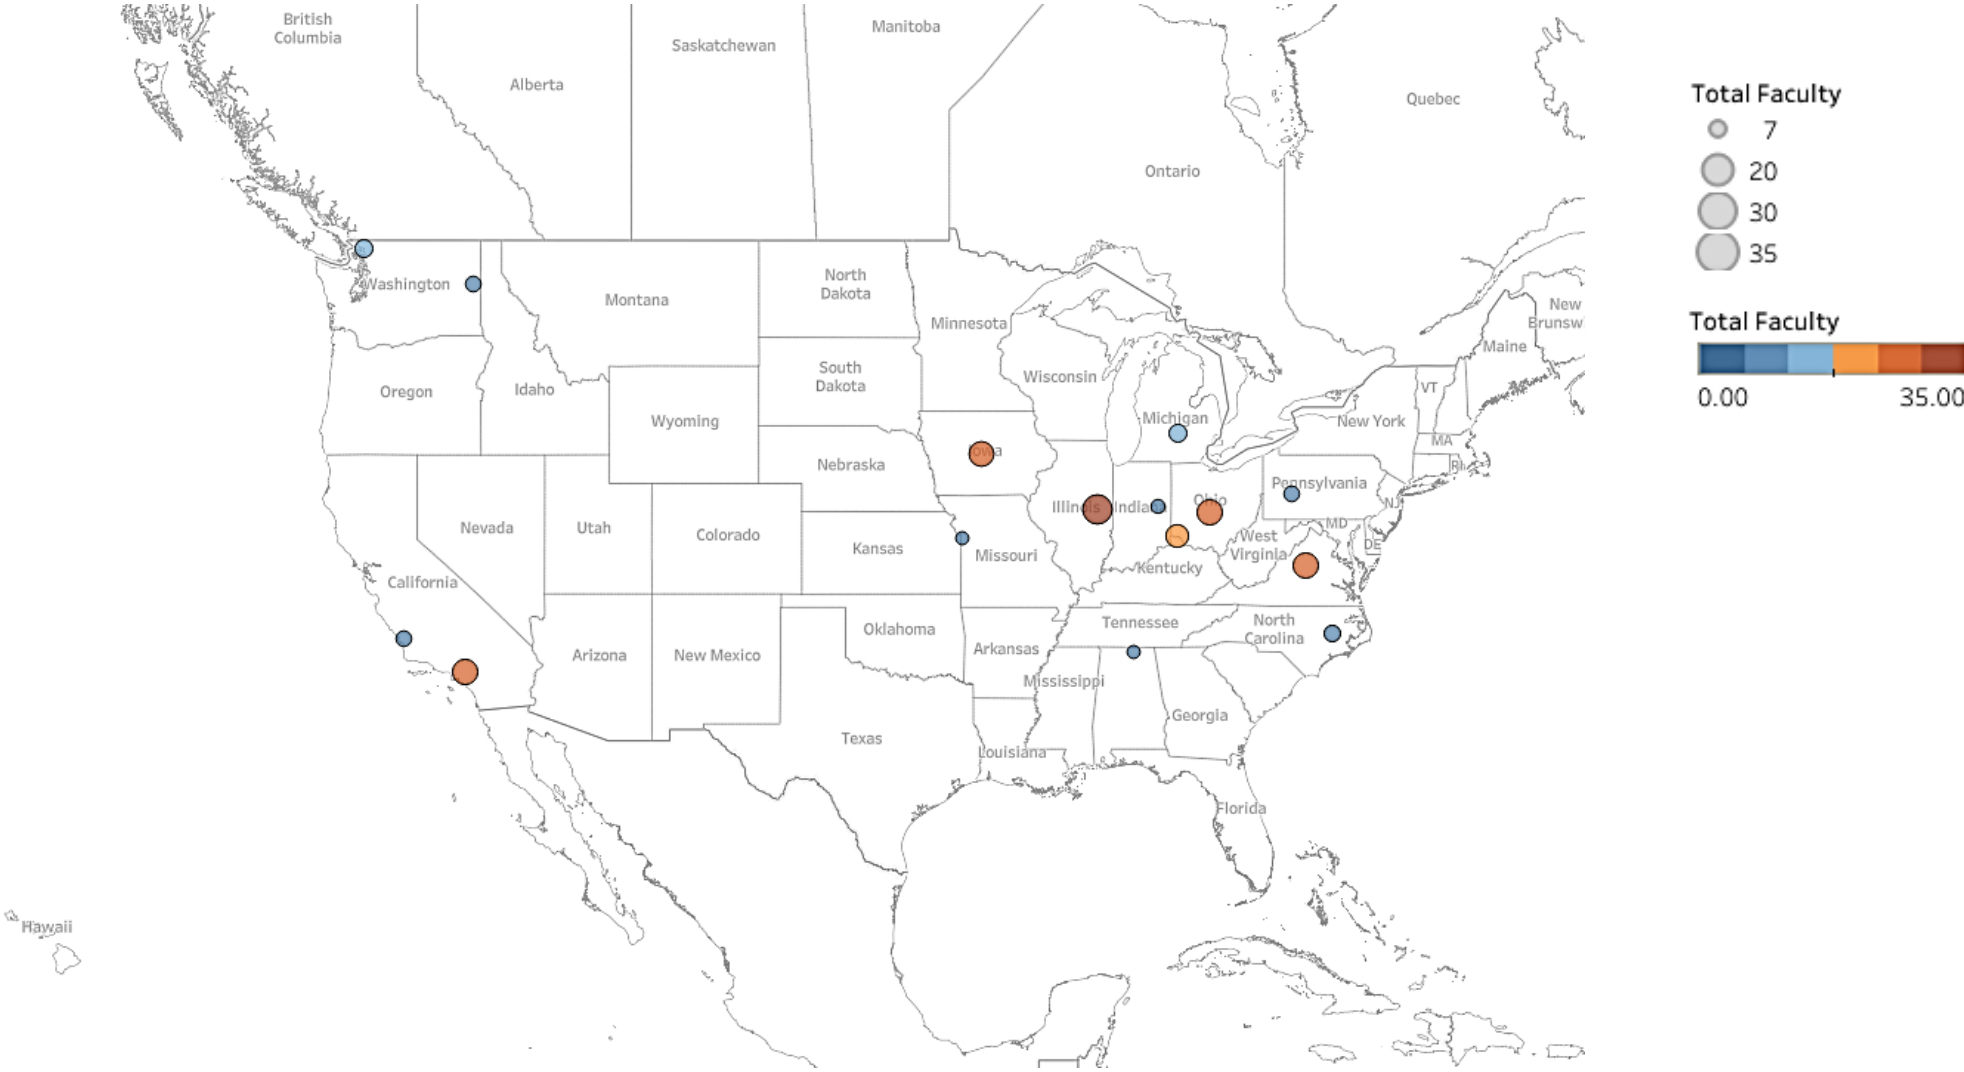 British
Columbia
Alberta
Saskatchewan
Manitoba
Ontario
Quebec
New
Brunsw
Washington
Montana
North
Dakota
Minnesota
Maine
Oregon
Idaho
Wyoming
South
Dakota
Wisconsin
Michigan
New York
VT
MA
RI
Nebraska
Iowa
Illinois
Indiana
Ohio
Pennsylvania
NJ
MD
DE
West
Virginia
Nevada
Utah
Colorado
Kansas
Missouri
Kentucky
California
Arizona
New Mexico
Oklahoma
Arkansas
Tennessee
North
Carolina
Mississippi
Georgia
Texas
Louisiana
Florida
Hawaii
Total Faculty
7
20
30
35
Total Faculty
0.00 35.00